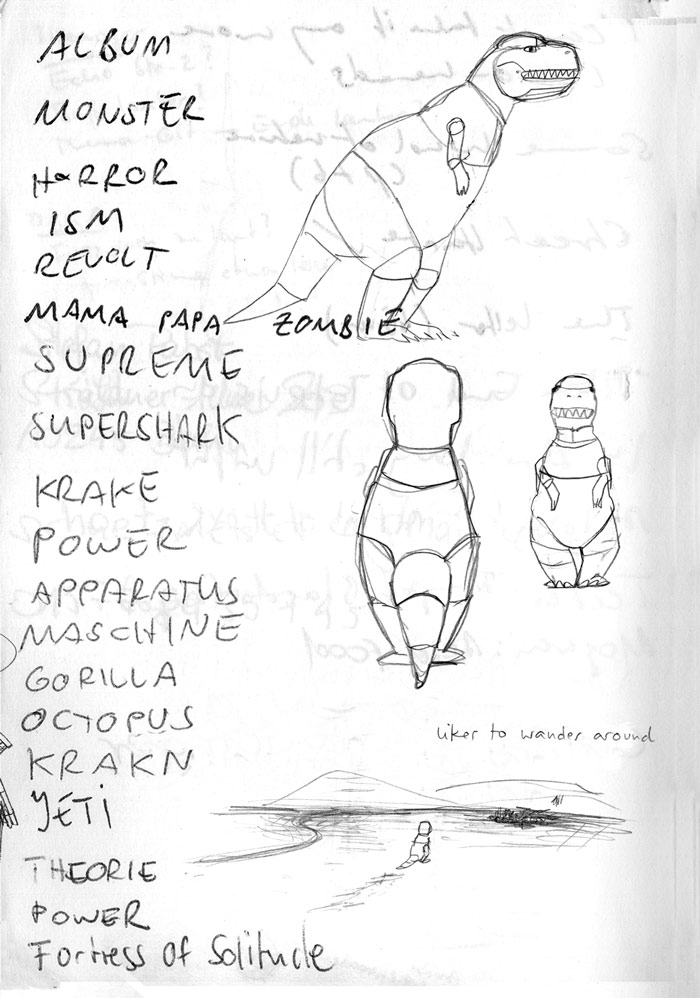 ALBUM
MONSTER
HORROR
ISM
REVOLT
MAMA PAPA ZOMBIE
SUPREME
SUPERSHARK
KRAKE
POWER
APPARATUS
MASCHINE
GORILLA
OCTOPUS
KRAKN
YETI
THEORIE
POWER
Fortress of Solitude
liker to wander around